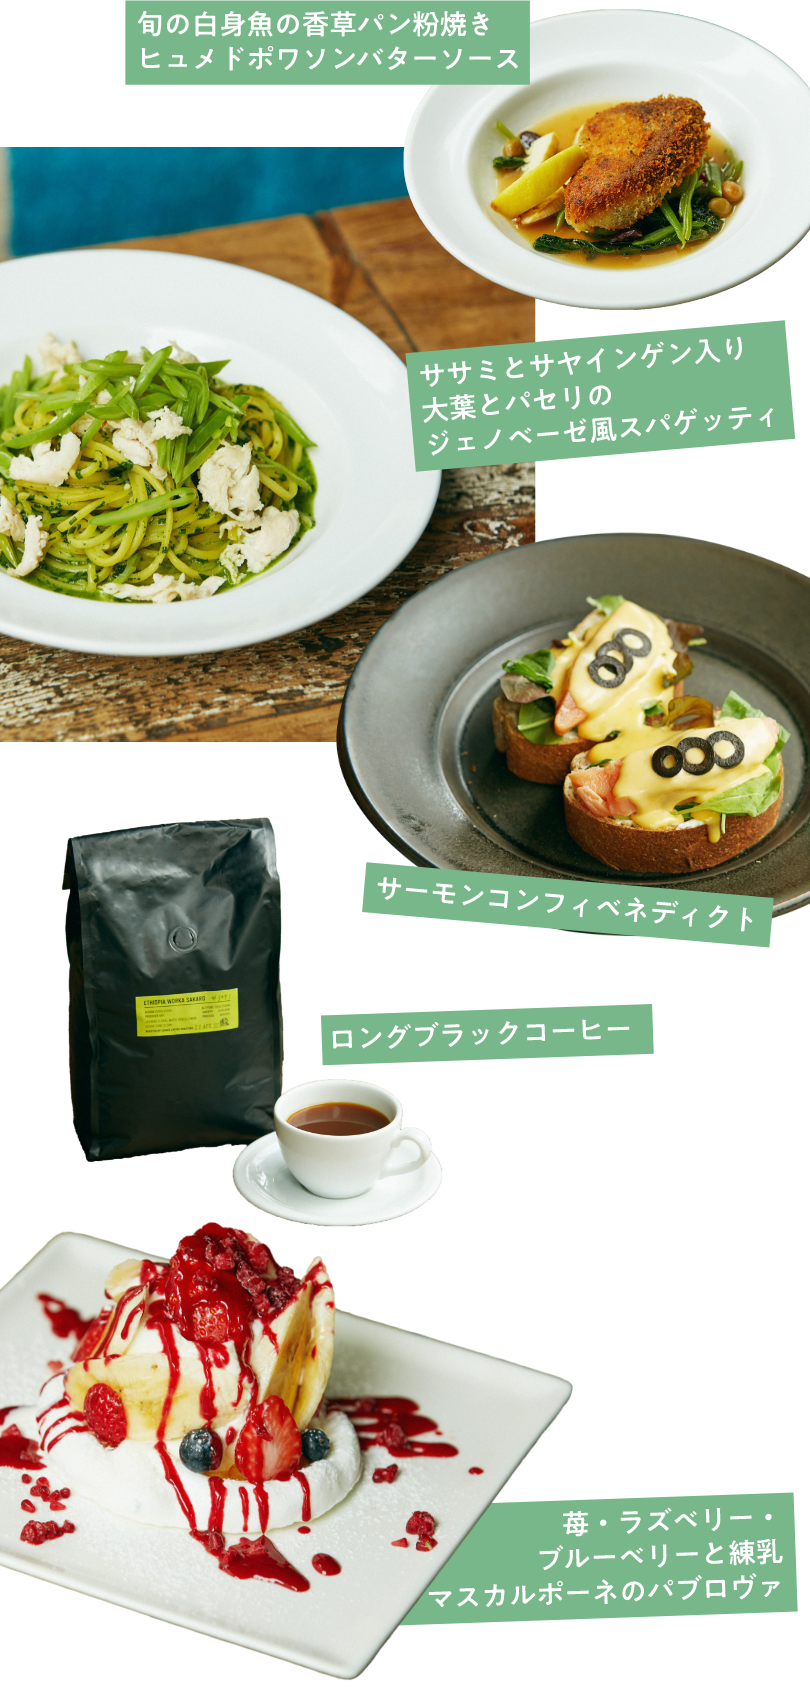 旬の白身魚の香草パン粉焼き
ヒュメドポワソンバターソース
ササミとサヤインゲン入り
大葉とパセリの
ジェノベーゼ風スパゲッティ
サーモンコンフィベネディクト
ETHIOPIA WORKA SAKARO
ロングブラックコーヒー
苺・ラズベリー・
ブルーベリーと練乳
マスカルポーネのパブロヴァ